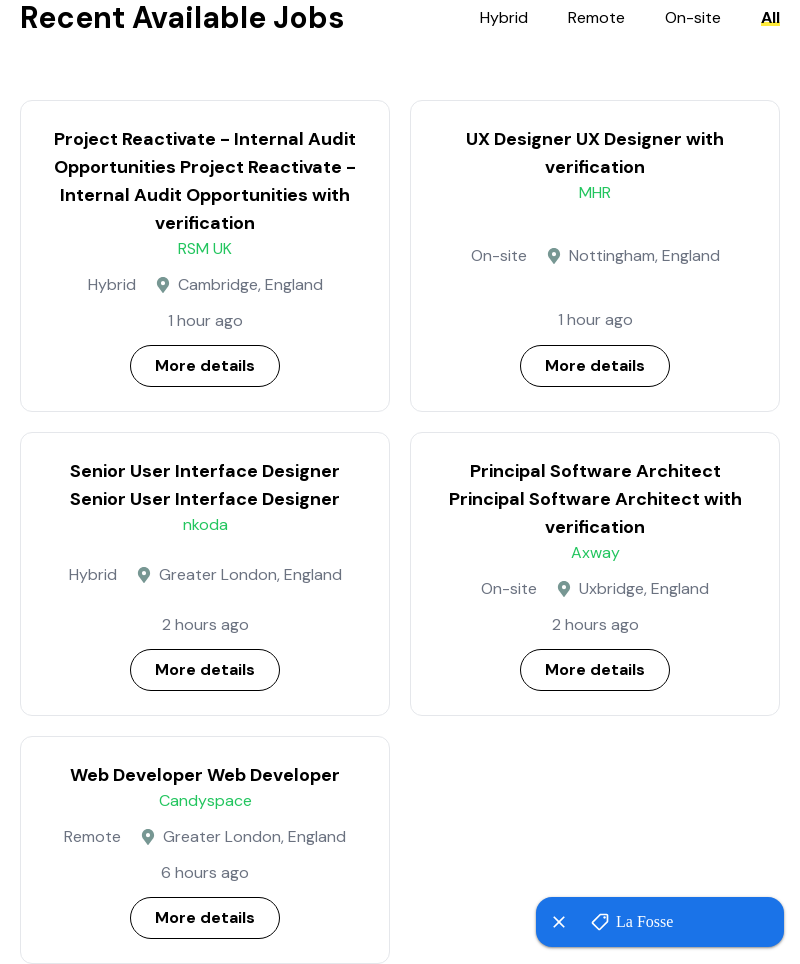 Recent Available Jobs
Hybrid Remote On-site All
Project Reactivate - Internal Audit
Opportunities Project Reactivate -
Internal Audit Opportunities with
verification
RSM UK
Hybrid Cambridge, England
1 hour ago
More details
UX Designer UX Designer with
verification
MHR
On-site Nottingham, England
1 hour ago
More details
Senior User Interface Designer
Senior User Interface Designer
nkoda
Hybrid Greater London, England
2 hours ago
More details
Principal Software Architect
Principal Software Architect with
verification
Axway
On-site Uxbridge, England
2 hours ago
More details
Web Developer Web Developer
Candyspace
Remote Greater London, England
6 hours ago
More details
La Fosse